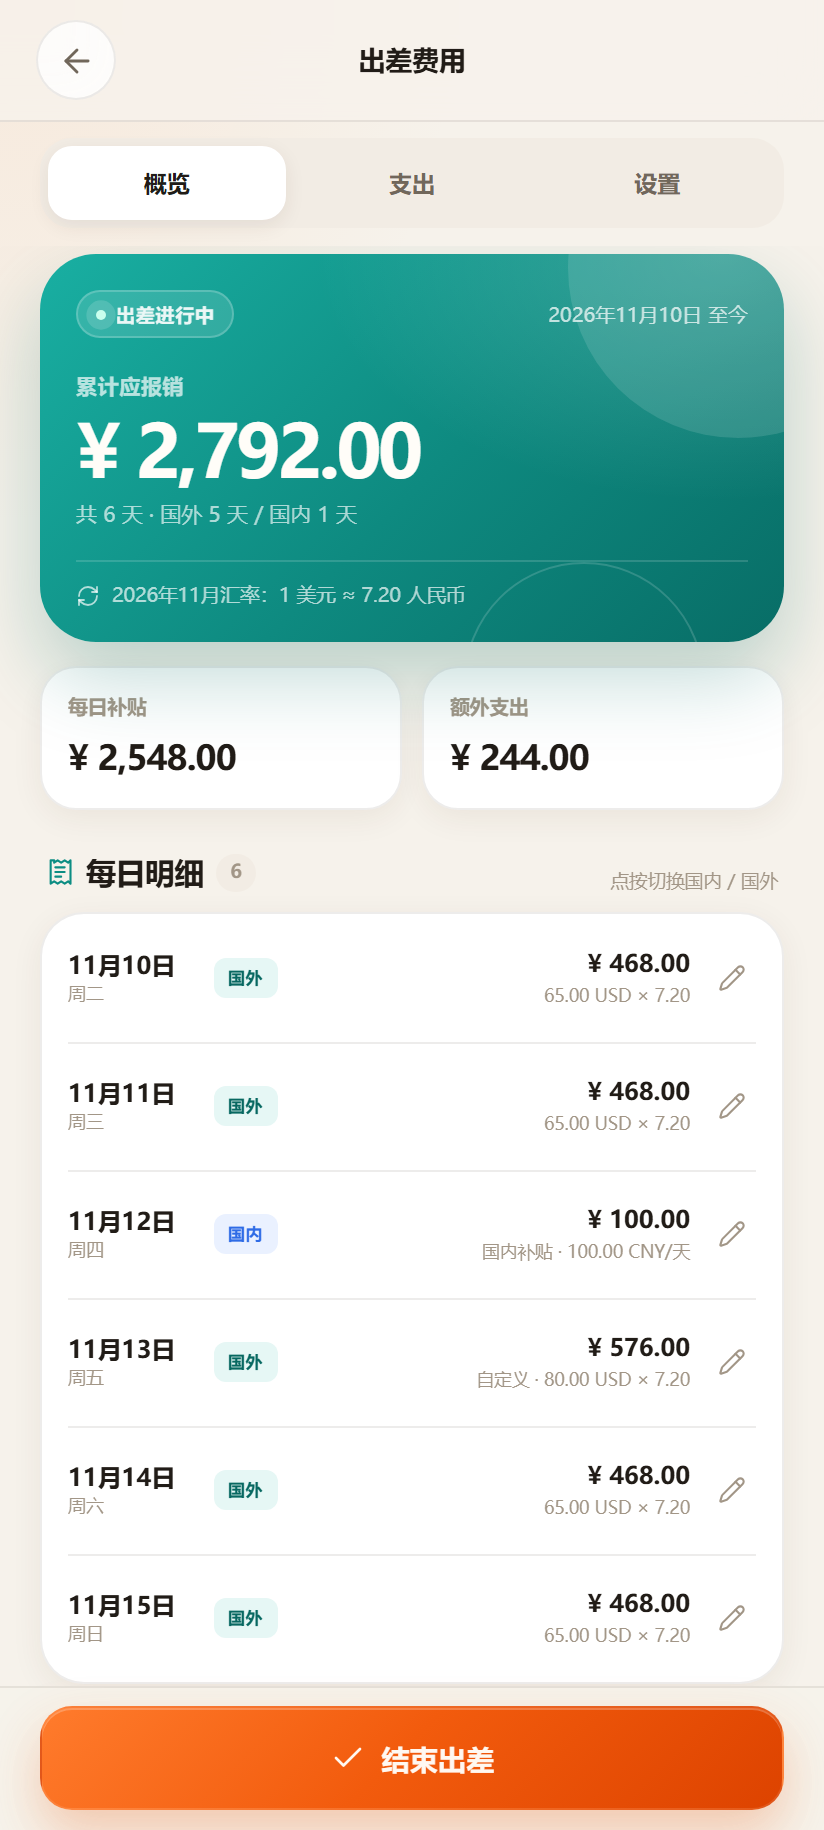 出差费用
概览
支出
设置
出差进行中
2026年11月10日 至今
累计应报销
¥ 2,792.00
共 6 天 · 国外 5 天 / 国内 1 天
2026年11月汇率：1 美元 ≈ 7.20 人民币
每日补贴
¥ 2,548.00
额外支出
¥ 244.00
每日明细 6
点按切换国内 / 国外
11月10日
周二
国外
¥ 468.00
65.00 USD × 7.20
11月11日
周三
国外
¥ 468.00
65.00 USD × 7.20
11月12日
周四
国内
¥ 100.00
国内补贴 · 100.00 CNY/天
11月13日
周五
国外
¥ 576.00
自定义 · 80.00 USD × 7.20
11月14日
周六
国外
¥ 468.00
65.00 USD × 7.20
11月15日
周日
国外
¥ 468.00
65.00 USD × 7.20
结束出差